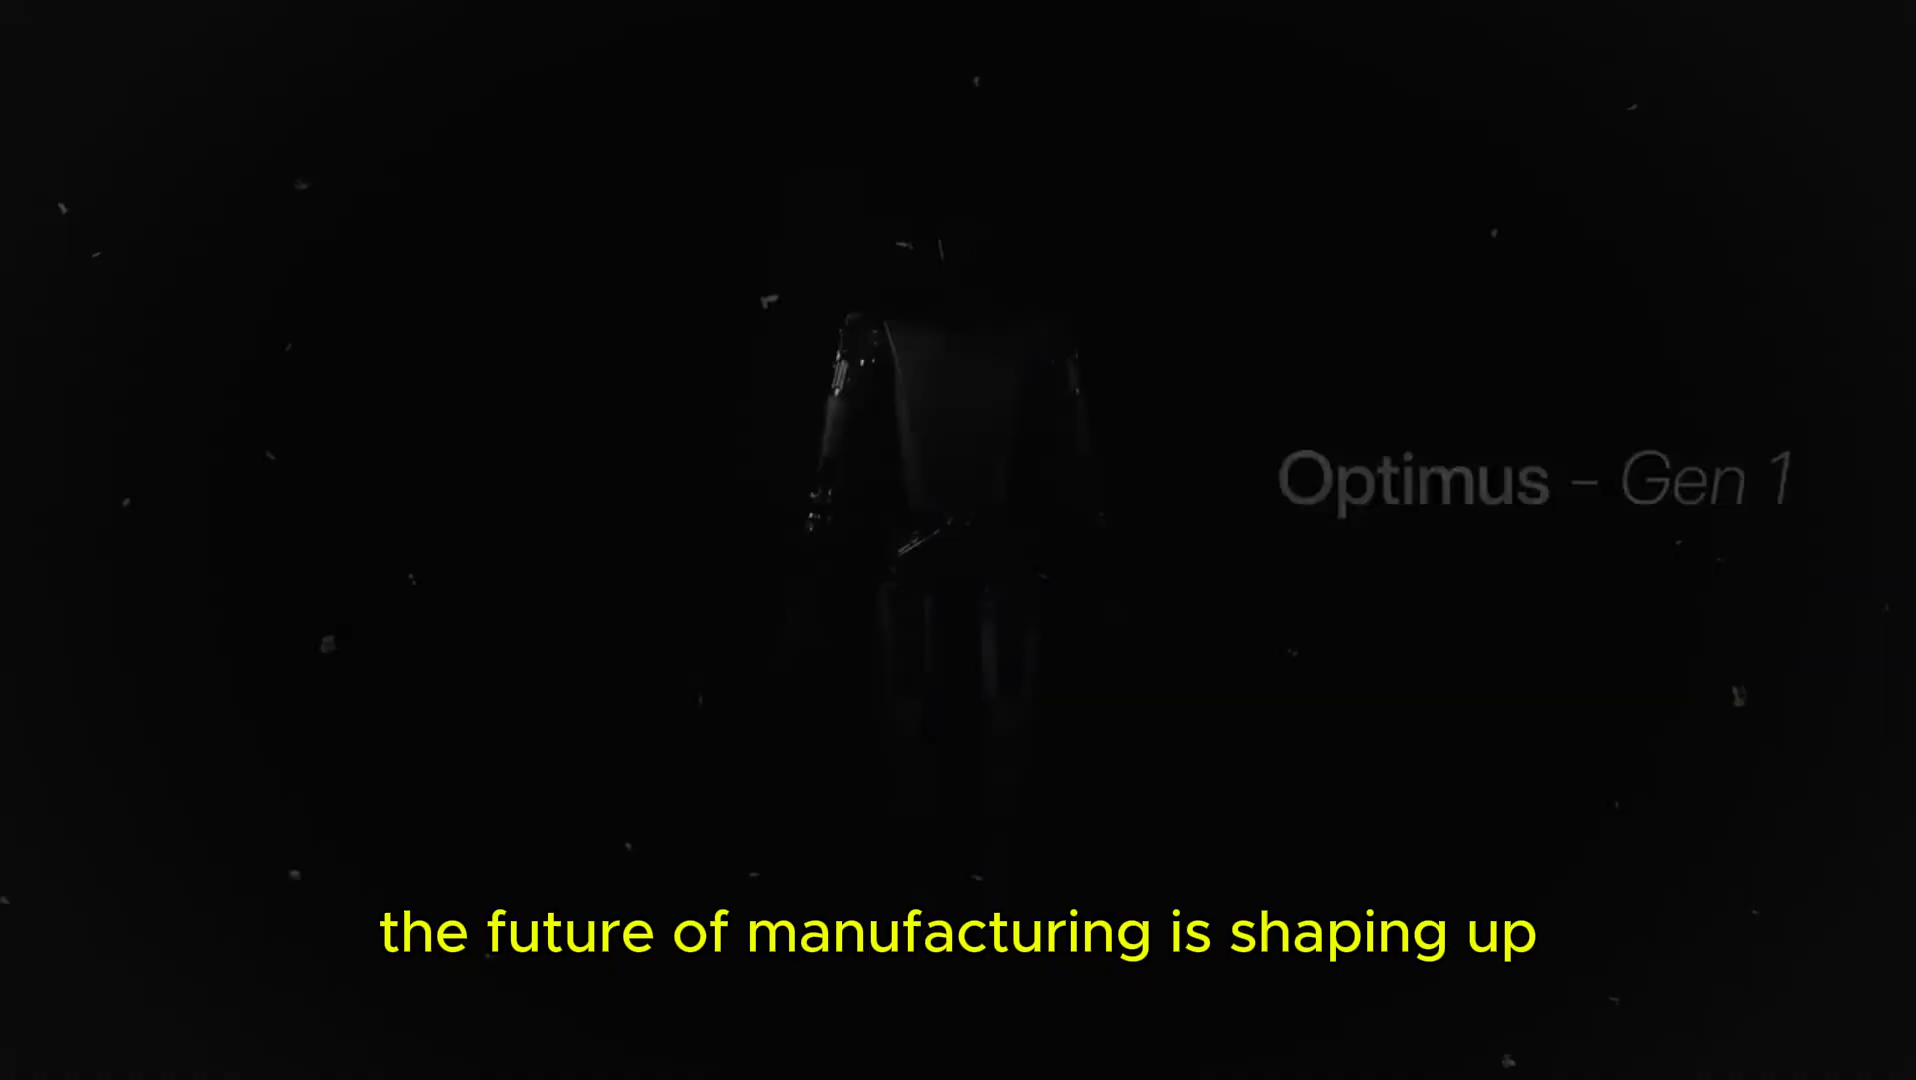 Optimus – Gen 1
the future of manufacturing is shaping up